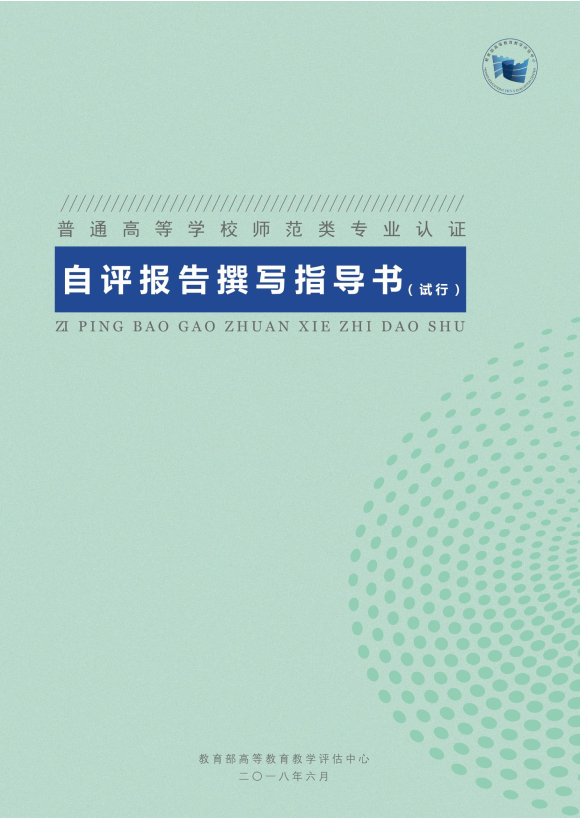 普通高等学校师范类专业认证
自评报告撰写指导书（试行）
ZI PING BAO GAO ZHUAN XIE ZHI DAO SHU
教育部高等教育教学评估中心
二〇一八年六月